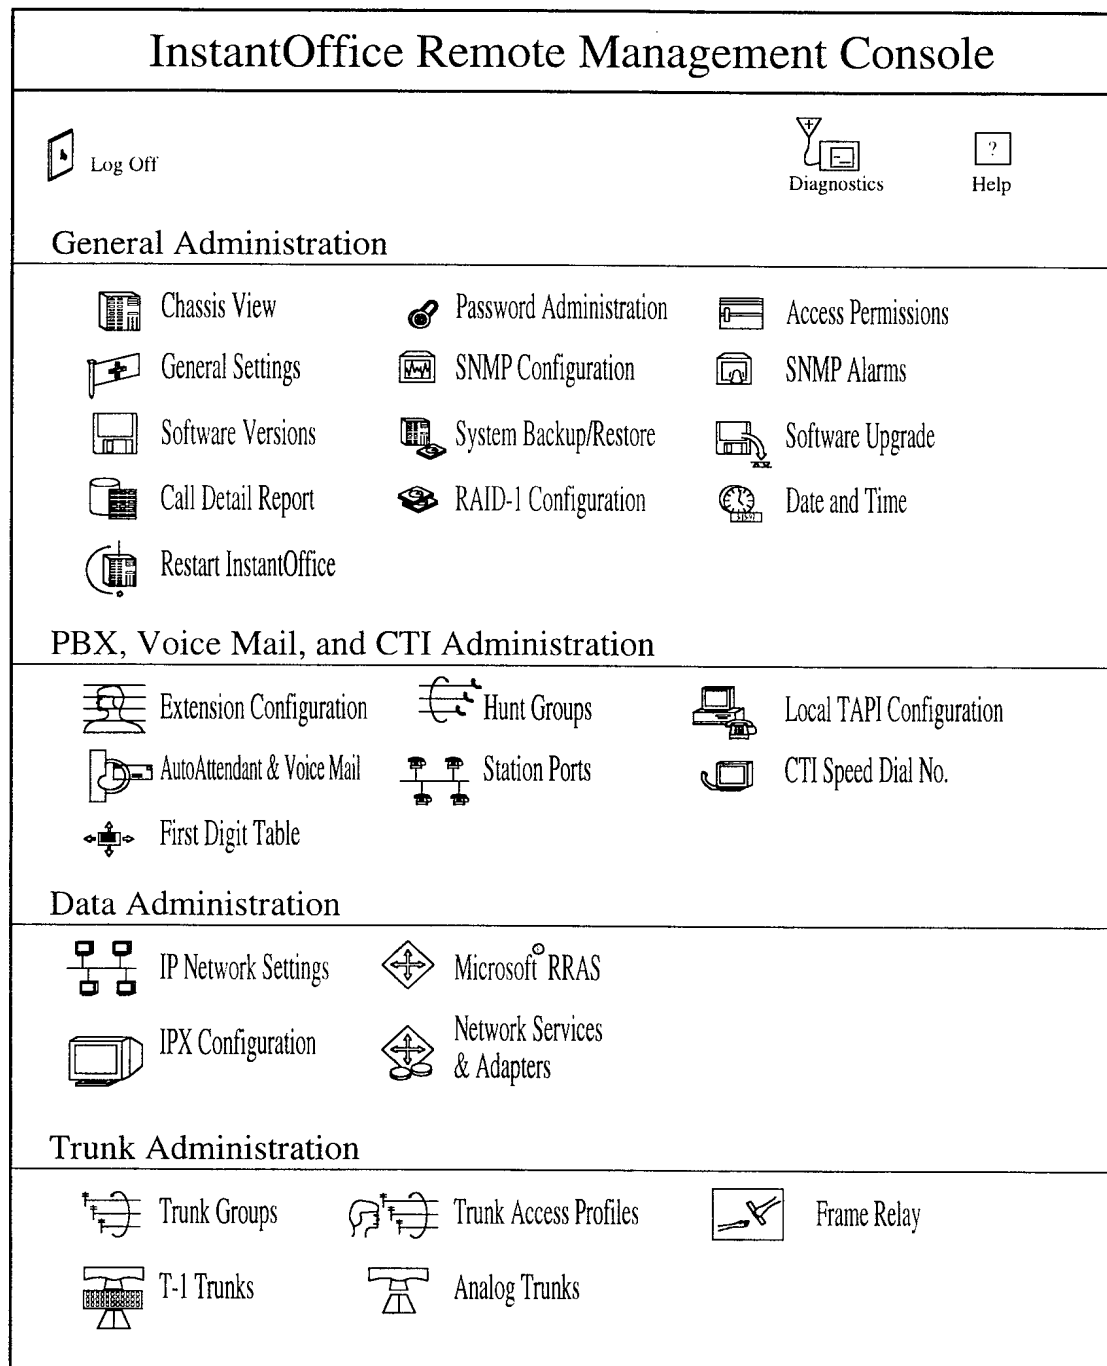 InstantOffice Remote Management Console
Log Off
Diagnostics
?
Help
General Administration
Chassis View
Password Administration
Access Permissions
General Settings
SNMP Configuration
SNMP Alarms
Software Versions
System Backup/Restore
Software Upgrade
Call Detail Report
RAID-1 Configuration
Date and Time
Restart InstantOffice
PBX, Voice Mail, and CTI Administration
Extension Configuration
Hunt Groups
Local TAPI Configuration
AutoAttendant & Voice Mail
Station Ports
CTI Speed Dial No.
First Digit Table
Data Administration
IP Network Settings
Microsoft® RRAS
IPX Configuration
Network Services
& Adapters
Trunk Administration
Trunk Groups
Trunk Access Profiles
Frame Relay
T-1 Trunks
Analog Trunks